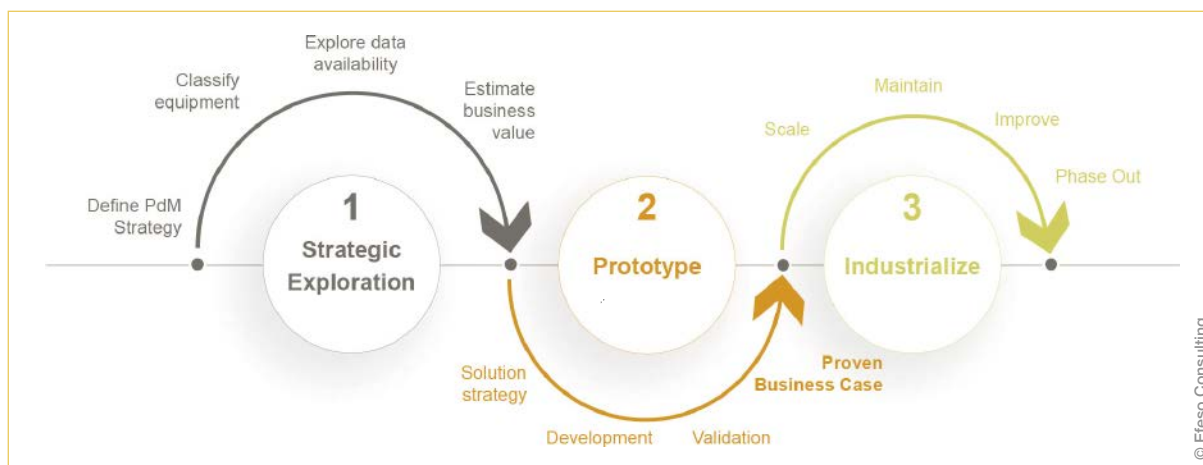 Define PdM
Strategy
Classify
equipment
Explore data
availability
Estimate
business
value
1
Strategic
Exploration
Solution
strategy
Development
Validation
Proven
Business Case
2
Prototype
Scale
Maintain
Improve
Phase Out
3
Industrialize
© Efeso Consulting